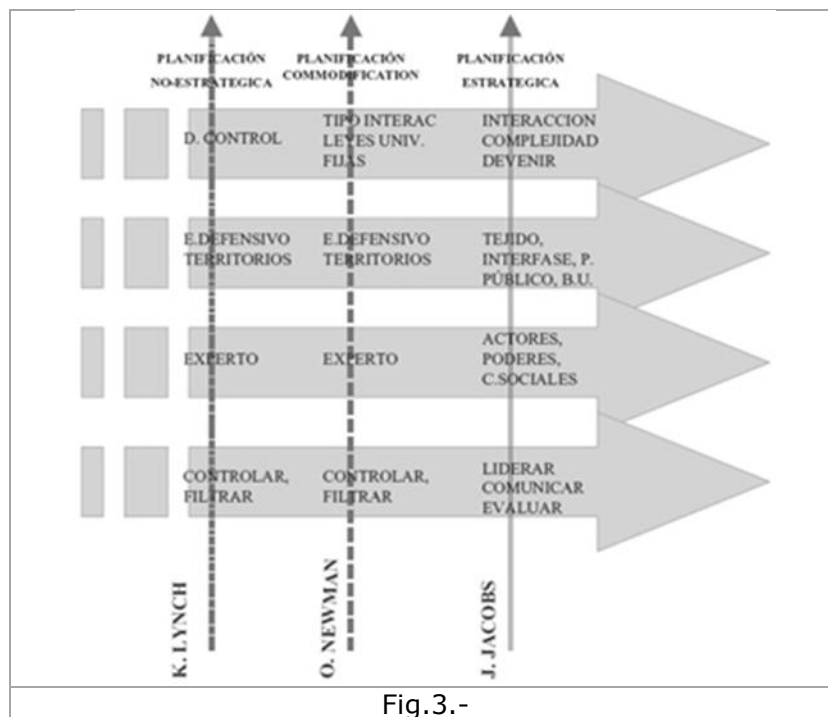 PLANIFICACIÓN
NO-ESTRATEGICA
PLANIFICACIÓN
COMMODIFICATION
PLANIFICACIÓN
ESTRATEGICA
D. CONTROL
TIPO INTERAC
LEYES UNIV.
FIJAS
INTERACCION
COMPLEJIDAD
DEVENIR
E.DEFENSIVO
TERRITORIOS
E.DEFENSIVO
TERRITORIOS
TEJIDO,
INTERFASE, P.
PÚBLICO, B.U.
EXPERTO
EXPERTO
ACTORES,
PODERES,
C.SOCIALES
CONTROLAR,
FILTRAR
CONTROLAR,
FILTRAR
LIDERAR
COMUNICAR
EVALUAR
K. LYNCH
O. NEWMAN
J. JACOBS
Fig.3.-